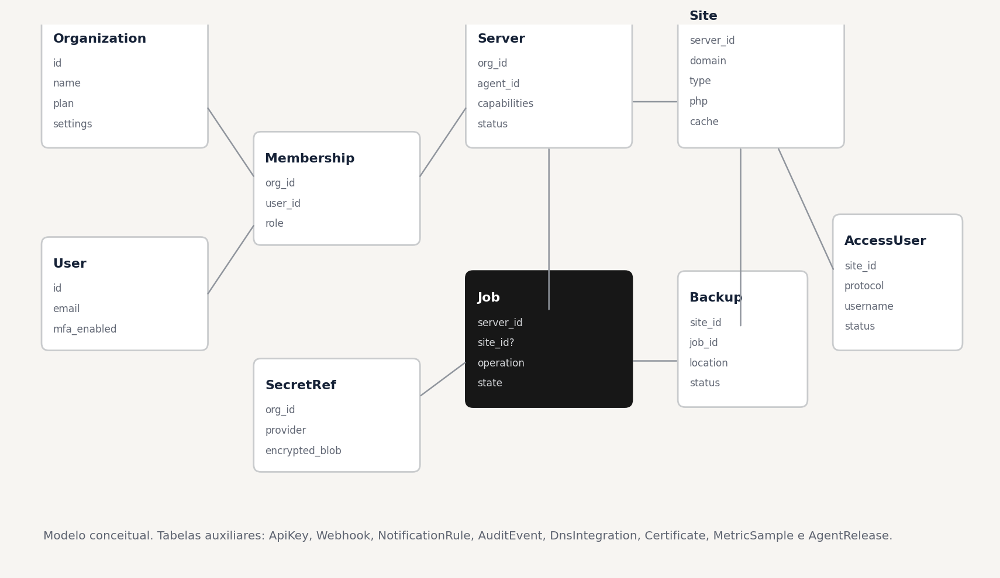 Organization
id
name
plan
settings
Server
org_id
agent_id
capabilities
status
Site
server_id
domain
type
php
cache
Membership
org_id
user_id
role
User
id
email
mfa_enabled
AccessUser
site_id
protocol
username
status
Job
server_id
site_id?
operation
state
Backup
site_id
job_id
location
status
SecretRef
org_id
provider
encrypted_blob
Modelo conceitual. Tabelas auxiliares: ApiKey, Webhook, NotificationRule, AuditEvent, DnsIntegration, Certificate, MetricSample e AgentRelease.